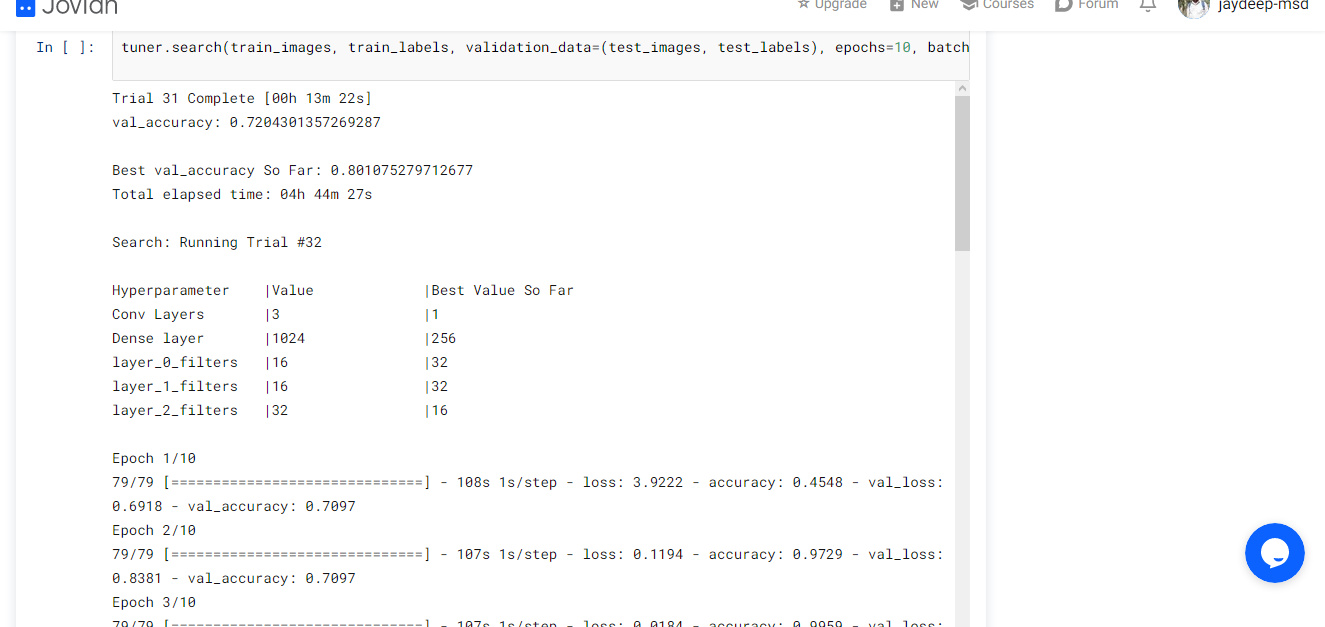 Jovian
Upgrade New Courses Forum jaydeep-msd
In [ ]: tuner.search(train_images, train_labels, validation_data=(test_images, test_labels), epochs=10, batch
Trial 31 Complete [00h 13m 22s]
val_accuracy: 0.7204301357269287
Best val_accuracy So Far: 0.801075279712677
Total elapsed time: 04h 44m 27s
Search: Running Trial #32
Hyperparameter |Value |Best Value So Far
Conv Layers |3 |1
Dense layer |1024 |256
layer_0_filters |16 |32
layer_1_filters |16 |32
layer_2_filters |32 |16
Epoch 1/10
79/79 [==============================] - 108s 1s/step - loss: 3.9222 - accuracy: 0.4548 - val_loss:
0.6918 - val_accuracy: 0.7097
Epoch 2/10
79/79 [==============================] - 107s 1s/step - loss: 0.1194 - accuracy: 0.9729 - val_loss:
0.8381 - val_accuracy: 0.7097
Epoch 3/10
79/79 [==============================] - 107s 1s/step - loss: 0.0184 - accuracy: 0.9959 - val_loss: